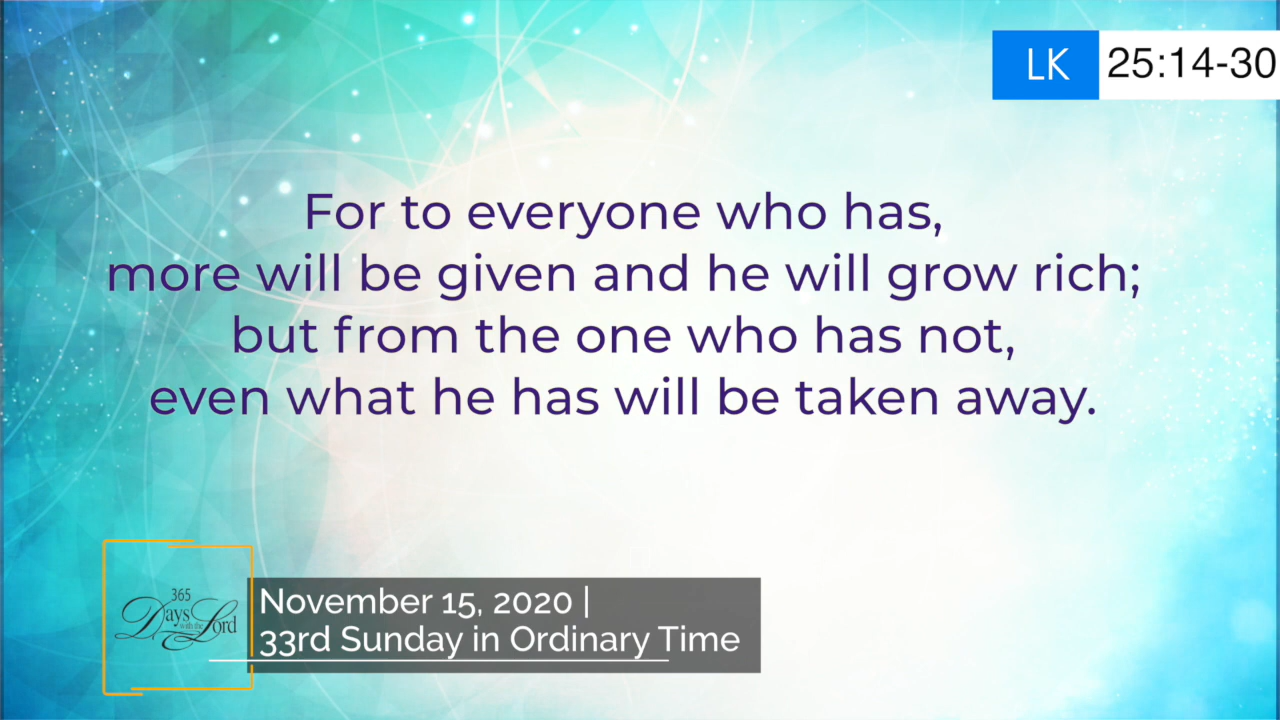 LK 25:14-30
For to everyone who has,
more will be given and he will grow rich;
but from the one who has not,
even what he has will be taken away.
365
Days with the Lord
November 15, 2020 |
33rd Sunday in Ordinary Time